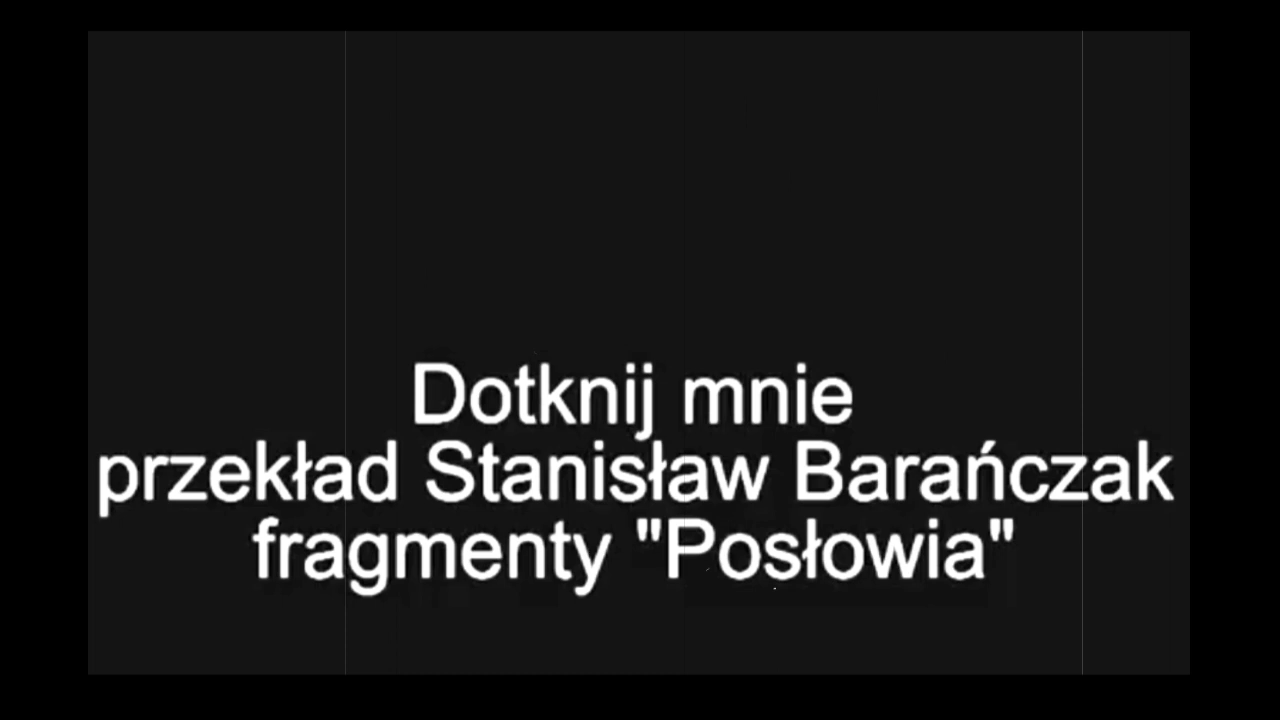 Dotknij mnie
przekład Stanisław Barańczak
fragmenty "Posłowia"